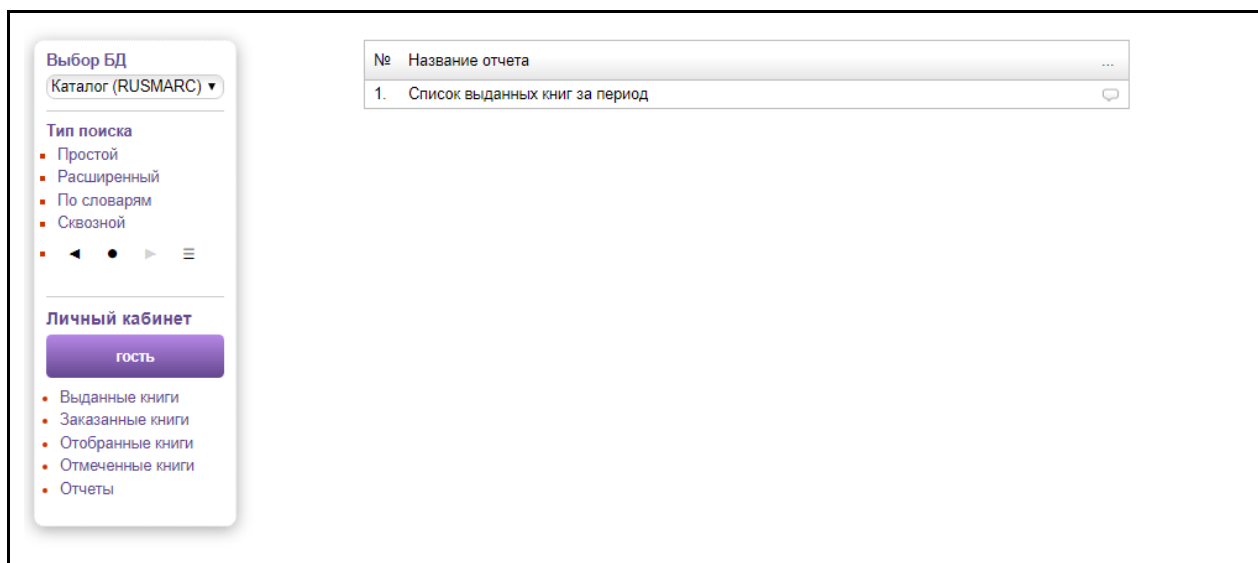 Выбор БД
Каталог (RUSMARC)
Тип поиска
Простой
Расширенный
По словарям
Сквозной
Личный кабинет
гость
Выданные книги
Заказанные книги
Отобранные книги
Отмеченные книги
Отчеты
№ Название отчета ...
1. Список выданных книг за период